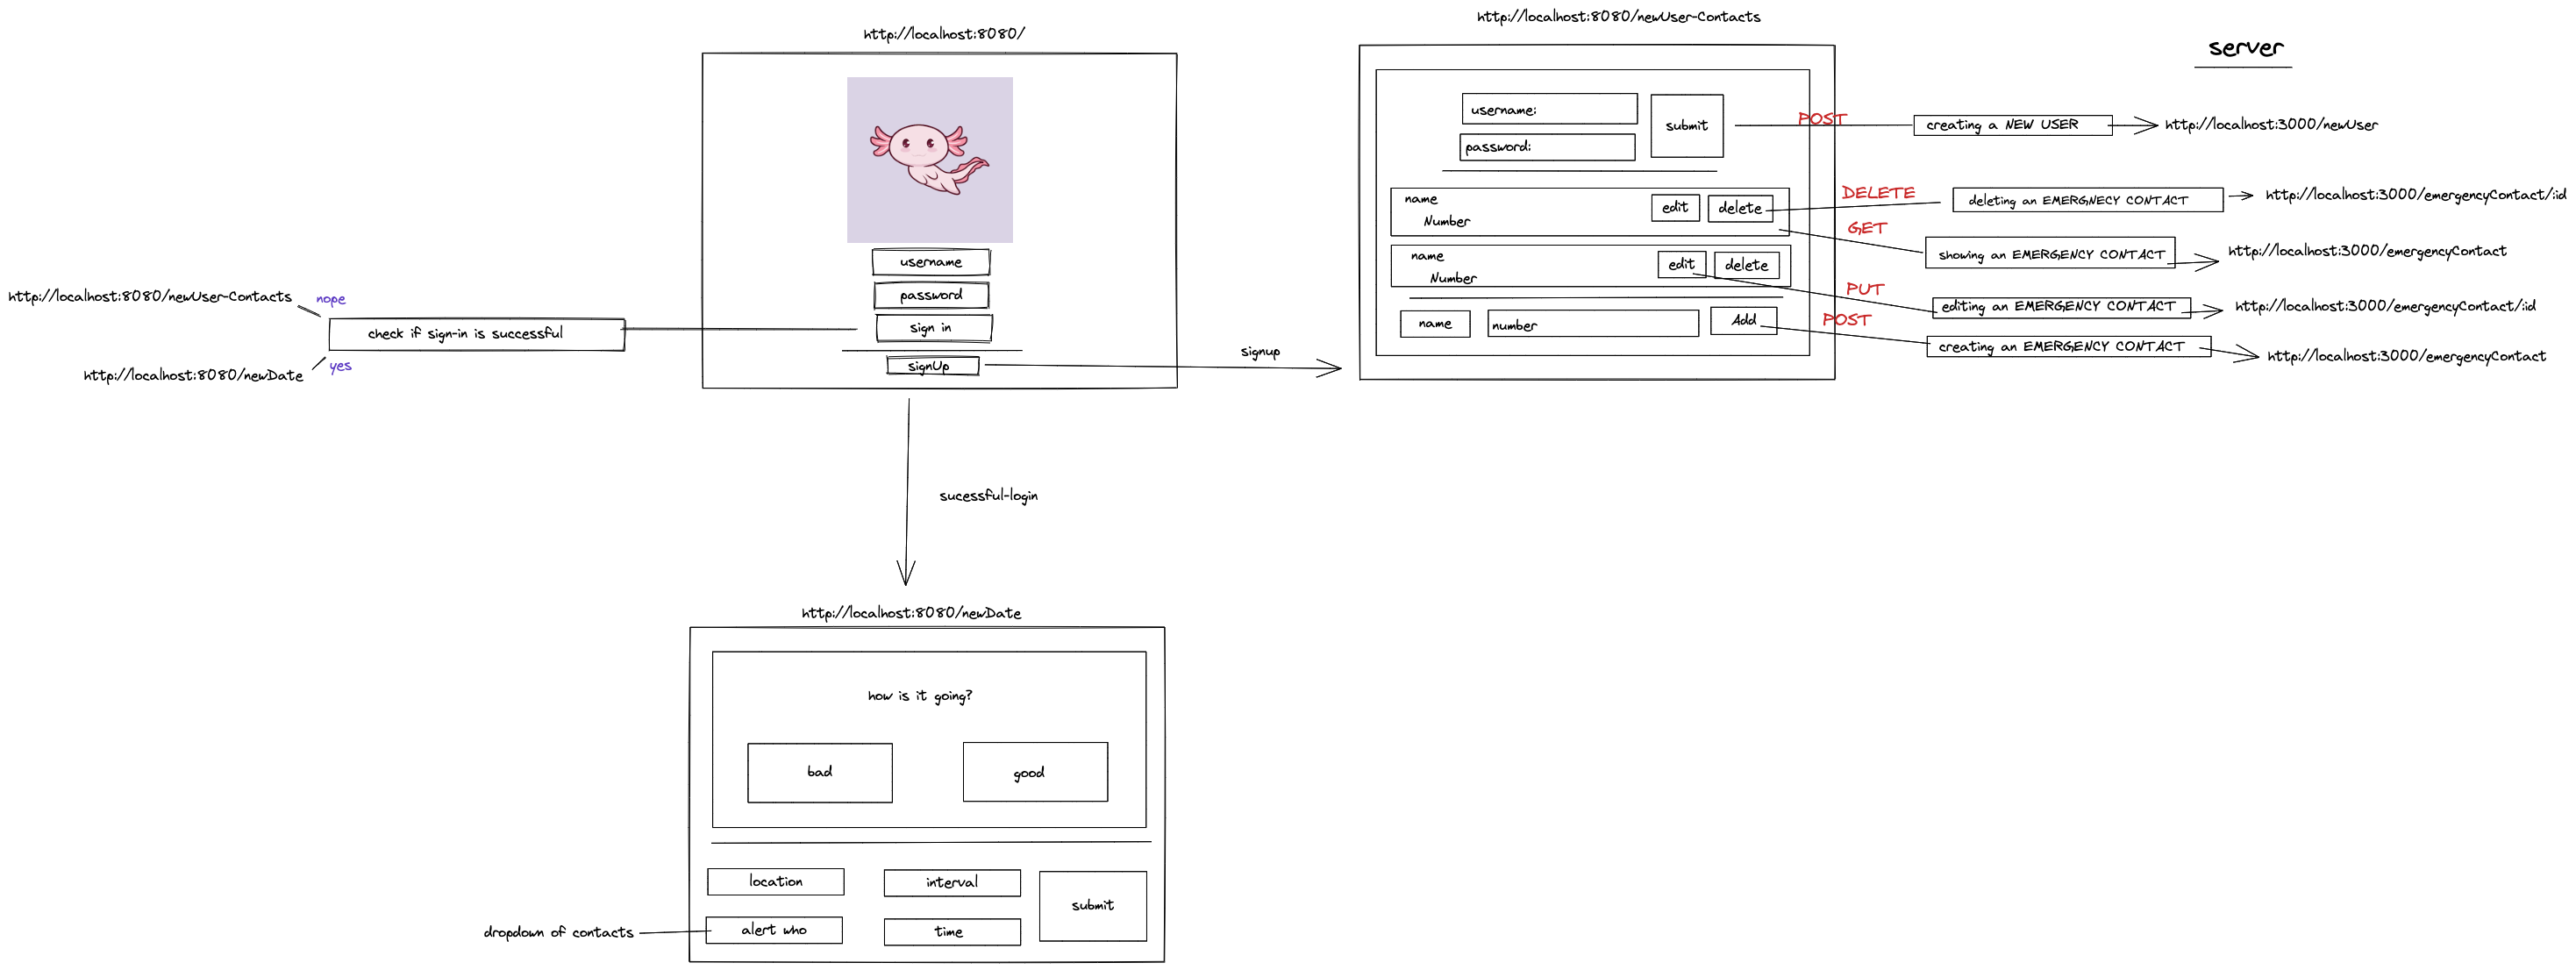 http://localhost:8080/
username
password
sign in
signUp
http://localhost:8080/newUser-Contacts
nope
check if sign-in is successful
yes
http://localhost:8080/newDate
signup
sucessful-login
http://localhost:8080/newUser-Contacts
username:
password:
submit
name
Number
edit
delete
name
Number
edit
delete
name
number
Add
server
POST
creating a NEW USER
http://localhost:3000/newUser
DELETE
deleting an EMERGNECY CONTACT
http://localhost:3000/emergencyContact/:id
GET
showing an EMERGENCY CONTACT
http://localhost:3000/emergencyContact
PUT
editing an EMERGENCY CONTACT
http://localhost:3000/emergencyContact/:id
POST
creating an EMERGENCY CONTACT
http://localhost:3000/emergencyContact
http://localhost:8080/newDate
how is it going?
bad
good
location
interval
submit
dropdown of contacts
alert who
time